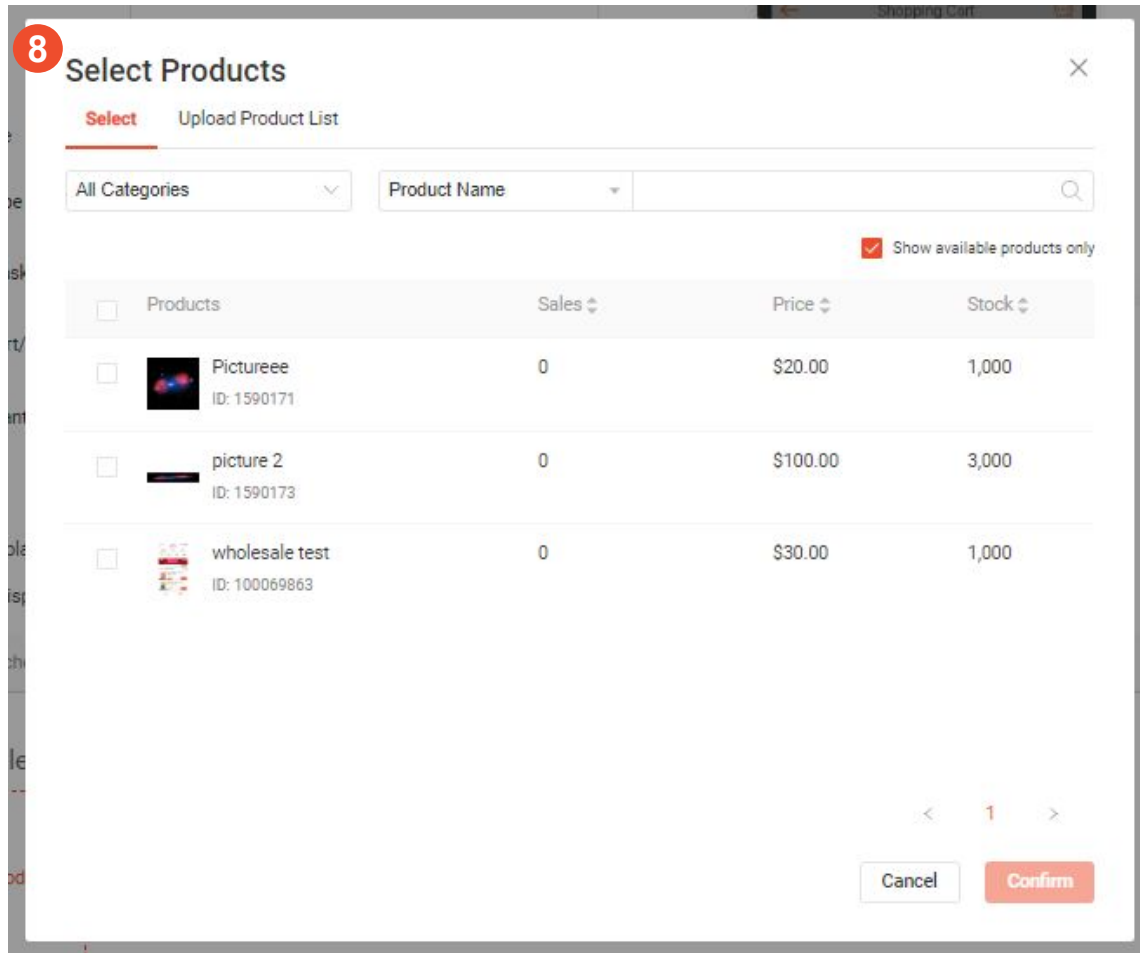 Shopping Cart
8
Select Products
Select Upload Product List
All Categories Product Name
Show available products only
Products Sales Price Stock
Pictureee 0 $20.00 1,000
ID: 1590171
picture 2 0 $100.00 3,000
ID: 1590173
wholesale test 0 $30.00 1,000
ID: 100069863
< 1 >
Cancel Confirm